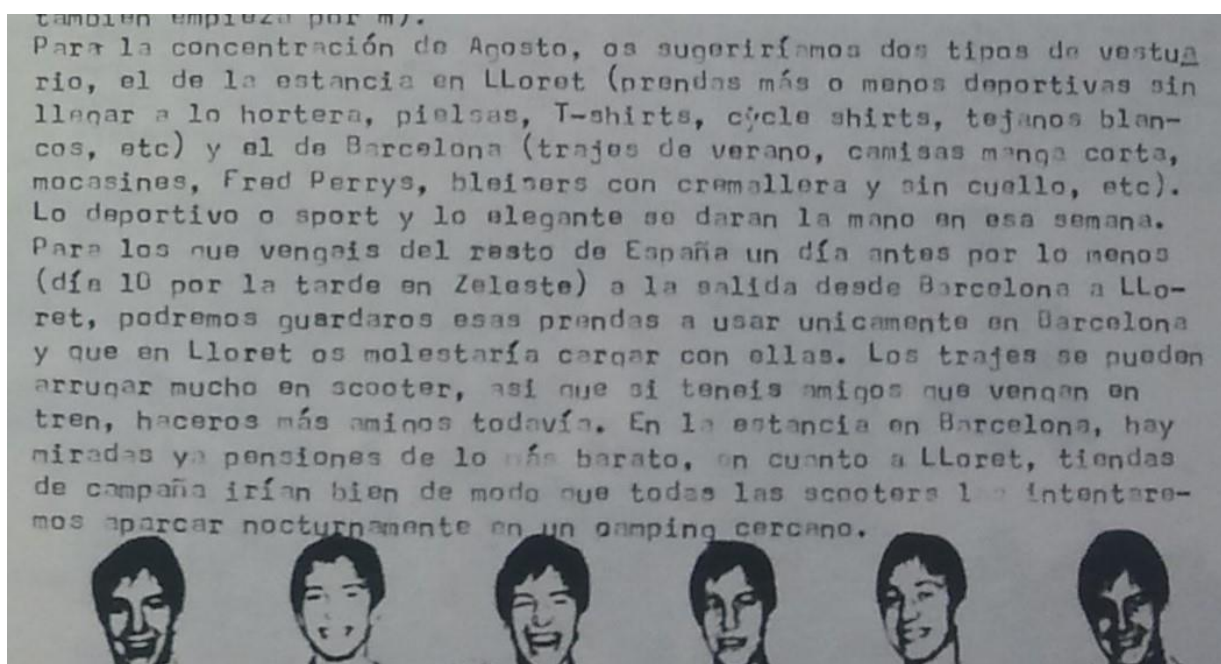 también empieza por m).
Para la concentración de Agosto, os sugeriríamos dos tipos de vestua
rio, el de la estancia en LLoret (prendas más o menos deportivas sin
llegar a lo hortera, pielsas, T-shirts, cycle shirts, tejanos blan-
cos, etc) y el de Barcelona (trajes de verano, camisas manga corta,
mocasines, Fred Perrys, bleiners con cremallera y sin cuello, etc).
Lo deportivo o sport y lo elegante se daran la mano en esa semana.
Para los que vengais del resto de España un día antes por lo menos
(día 10 por la tarde en Zeleste) a la salida desde Barcelona a LLo-
ret, podremos guardaros esas prendas a usar unicamente en Barcelona
y que en Lloret os molestaría cargar con ellas. Los trajes se pueden
arrugar mucho en scooter, asi que si teneis amigos que vengan en
tren, haceros más amigos todavía. En la estancia en Barcelona, hay
miradas ya pensiones de lo más barato, en cuanto a LLoret, tiendas
de campaña irían bien de modo que todas las scooters las intentare-
mos aparcar nocturnamente en un camping cercano.